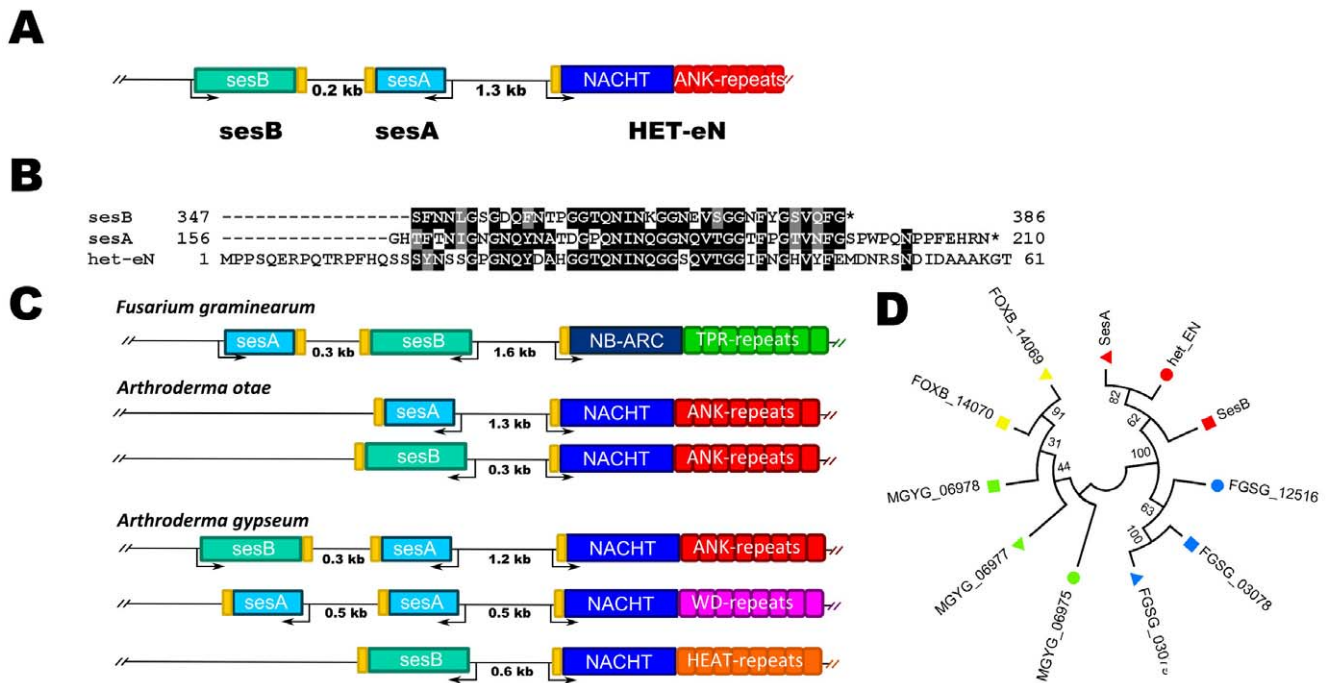 A
sesB sesA NACHT ANK-repeats
0.2 kb 1.3 kb
sesB sesA HET-eN
B
sesB 347 ------------------SFNNLGSGDQFNTPGGTQNINKGGNEVSGGNFYGSVQFG* 386
sesA 156 ----------------GHTFTNIGNGNQYNATDGPQNINQGGNQVTGGTFPGTVNFGSPWPQNPPFEHRN* 210
het-eN 1 MPPSQERPQTRPFHQSSSYNSSGPGNQYDAHGGTQNINQGGSQVTGGIFNGHVYFEMDNRSNDIDAAAKGT 61
C
Fusarium graminearum
sesA sesB NB-ARC TPR-repeats
0.3 kb 1.6 kb
Arthroderma otae
sesA NACHT ANK-repeats
1.3 kb
sesB NACHT ANK-repeats
0.3 kb
Arthroderma gypseum
sesB sesA NACHT ANK-repeats
0.3 kb 1.2 kb
sesA sesA NACHT WD-repeats
0.5 kb 0.5 kb
sesB NACHT HEAT-repeats
0.6 kb
D
FOXB_14069
SesA
het_EN
FOXB_14070
SesB
MGYG_06978
FGSG_12516
MGYG_06977
FGSG_03078
MGYG_06975
82
62
91
31
100
44
63
100